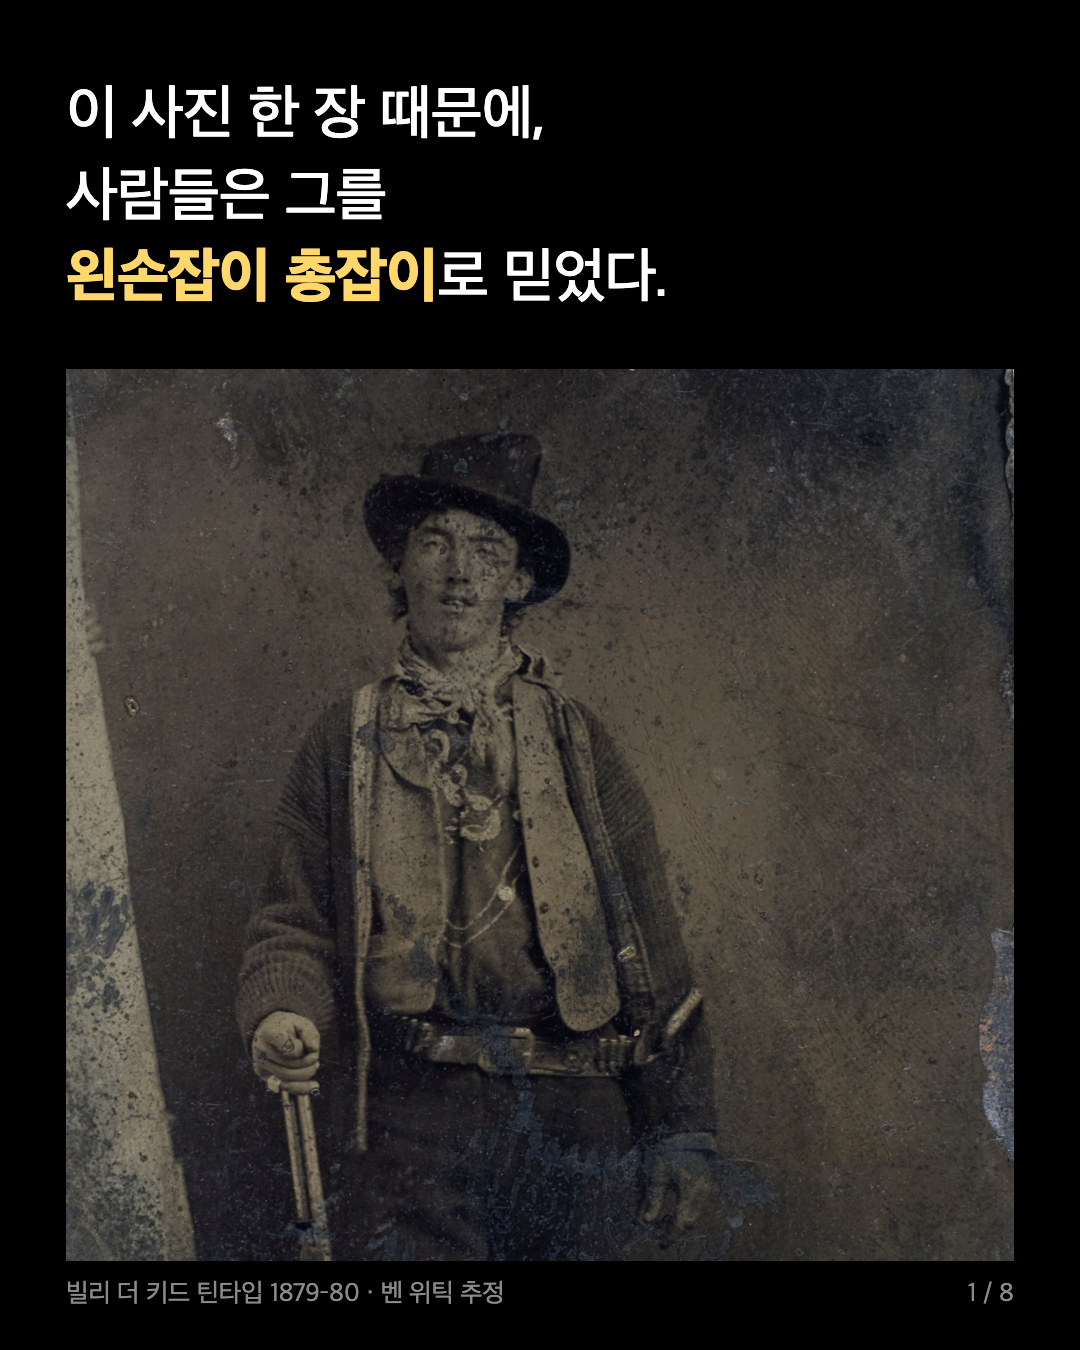 이 사진 한 장 때문에,
사람들은 그를
왼손잡이 총잡이로 믿었다.
빌리 더 키드 틴타입 1879-80 · 벤 위틱 추정
1 / 8